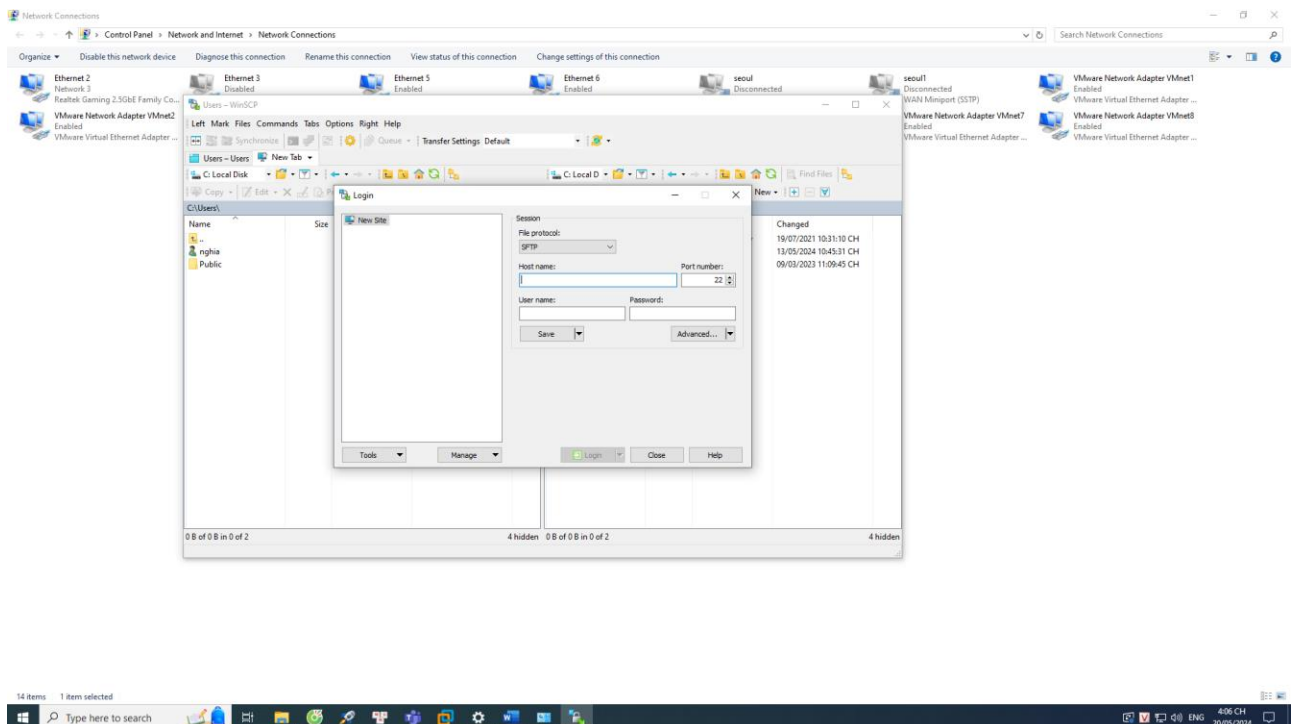 Network Connections
Control Panel > Network and Internet > Network Connections
Search Network Connections
Organize
Disable this network device
Diagnose this connection
Rename this connection
View status of this connection
Change settings of this connection
Ethernet 2
Network 3
Realtek Gaming 2.5GbE Family Co...
Ethernet 3
Disabled
Ethernet 5
Enabled
Ethernet 6
Enabled
seoul
Disconnected
seoul1
Disconnected
WAN Miniport (SSTP)
VMware Network Adapter VMnet1
Enabled
VMware Virtual Ethernet Adapter ...
VMware Network Adapter VMnet2
Enabled
VMware Virtual Ethernet Adapter ...
VMware Network Adapter VMnet7
Enabled
VMware Virtual Ethernet Adapter ...
VMware Network Adapter VMnet8
Enabled
VMware Virtual Ethernet Adapter ...
Users – WinSCP
Left Mark Files Commands Tabs Options Right Help
Synchronize Queue Transfer Settings Default
Users – Users New Tab
C: Local Disk
C: Local D
Find Files
Copy Edit
New
C:\Users\
Name Size
..
nghia
Public
Changed
19/07/2021 10:31:10 CH
13/05/2024 10:45:31 CH
09/03/2023 11:09:45 CH
Login
New Site
Session
File protocol:
SFTP
Host name: Port number:
22
User name: Password:
Save Advanced...
Tools Manage Login Close Help
0 B of 0 B in 0 of 2 4 hidden
0 B of 0 B in 0 of 2 4 hidden
14 items 1 item selected
Type here to search
ENG
4:06 CH
20/05/2024